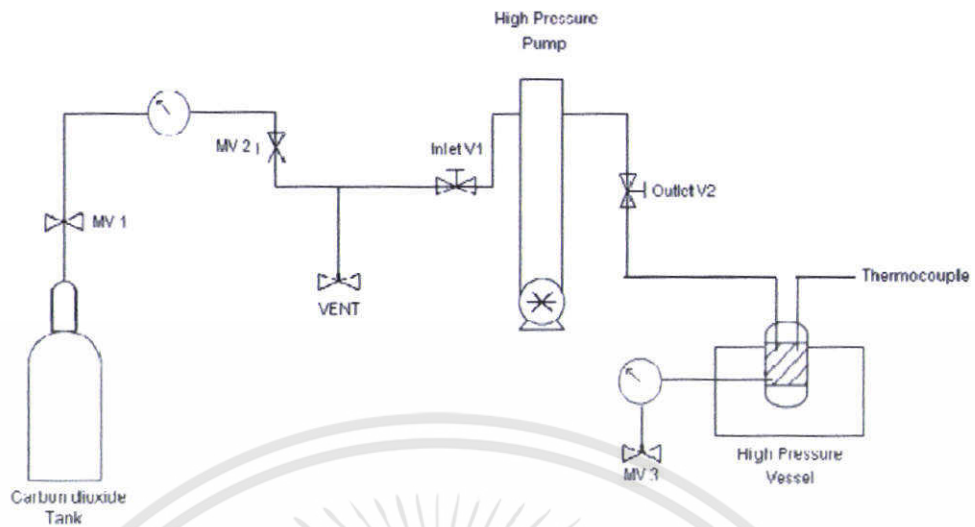 High Pressure
Pump
MV 2
Inlet V1
MV 1
Outlet V2
VENT
Thermocouple
MV 3
High Pressure
Vessel
Carbon dioxide
Tank